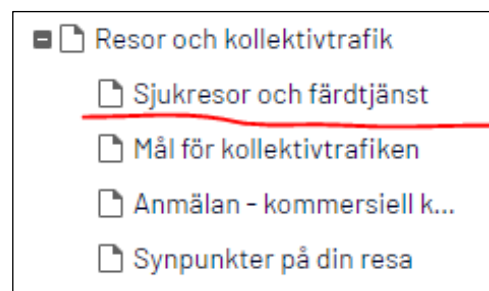 Resor och kollektivtrafik
Sjukresor och färdtjänst
Mål för kollektivtrafiken
Anmälan - kommersiell k...
Synpunkter på din resa